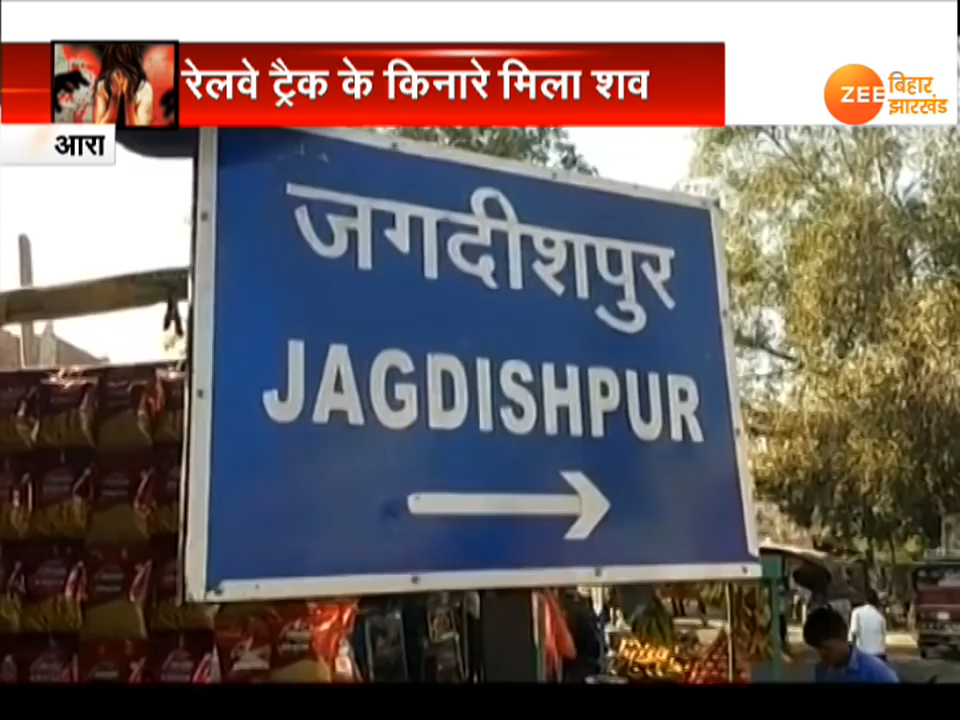 रेलवे ट्रैक के किनारे मिला शव
ZEE बिहार झारखंड
आरा
जगदीशपुर
JAGDISHPUR